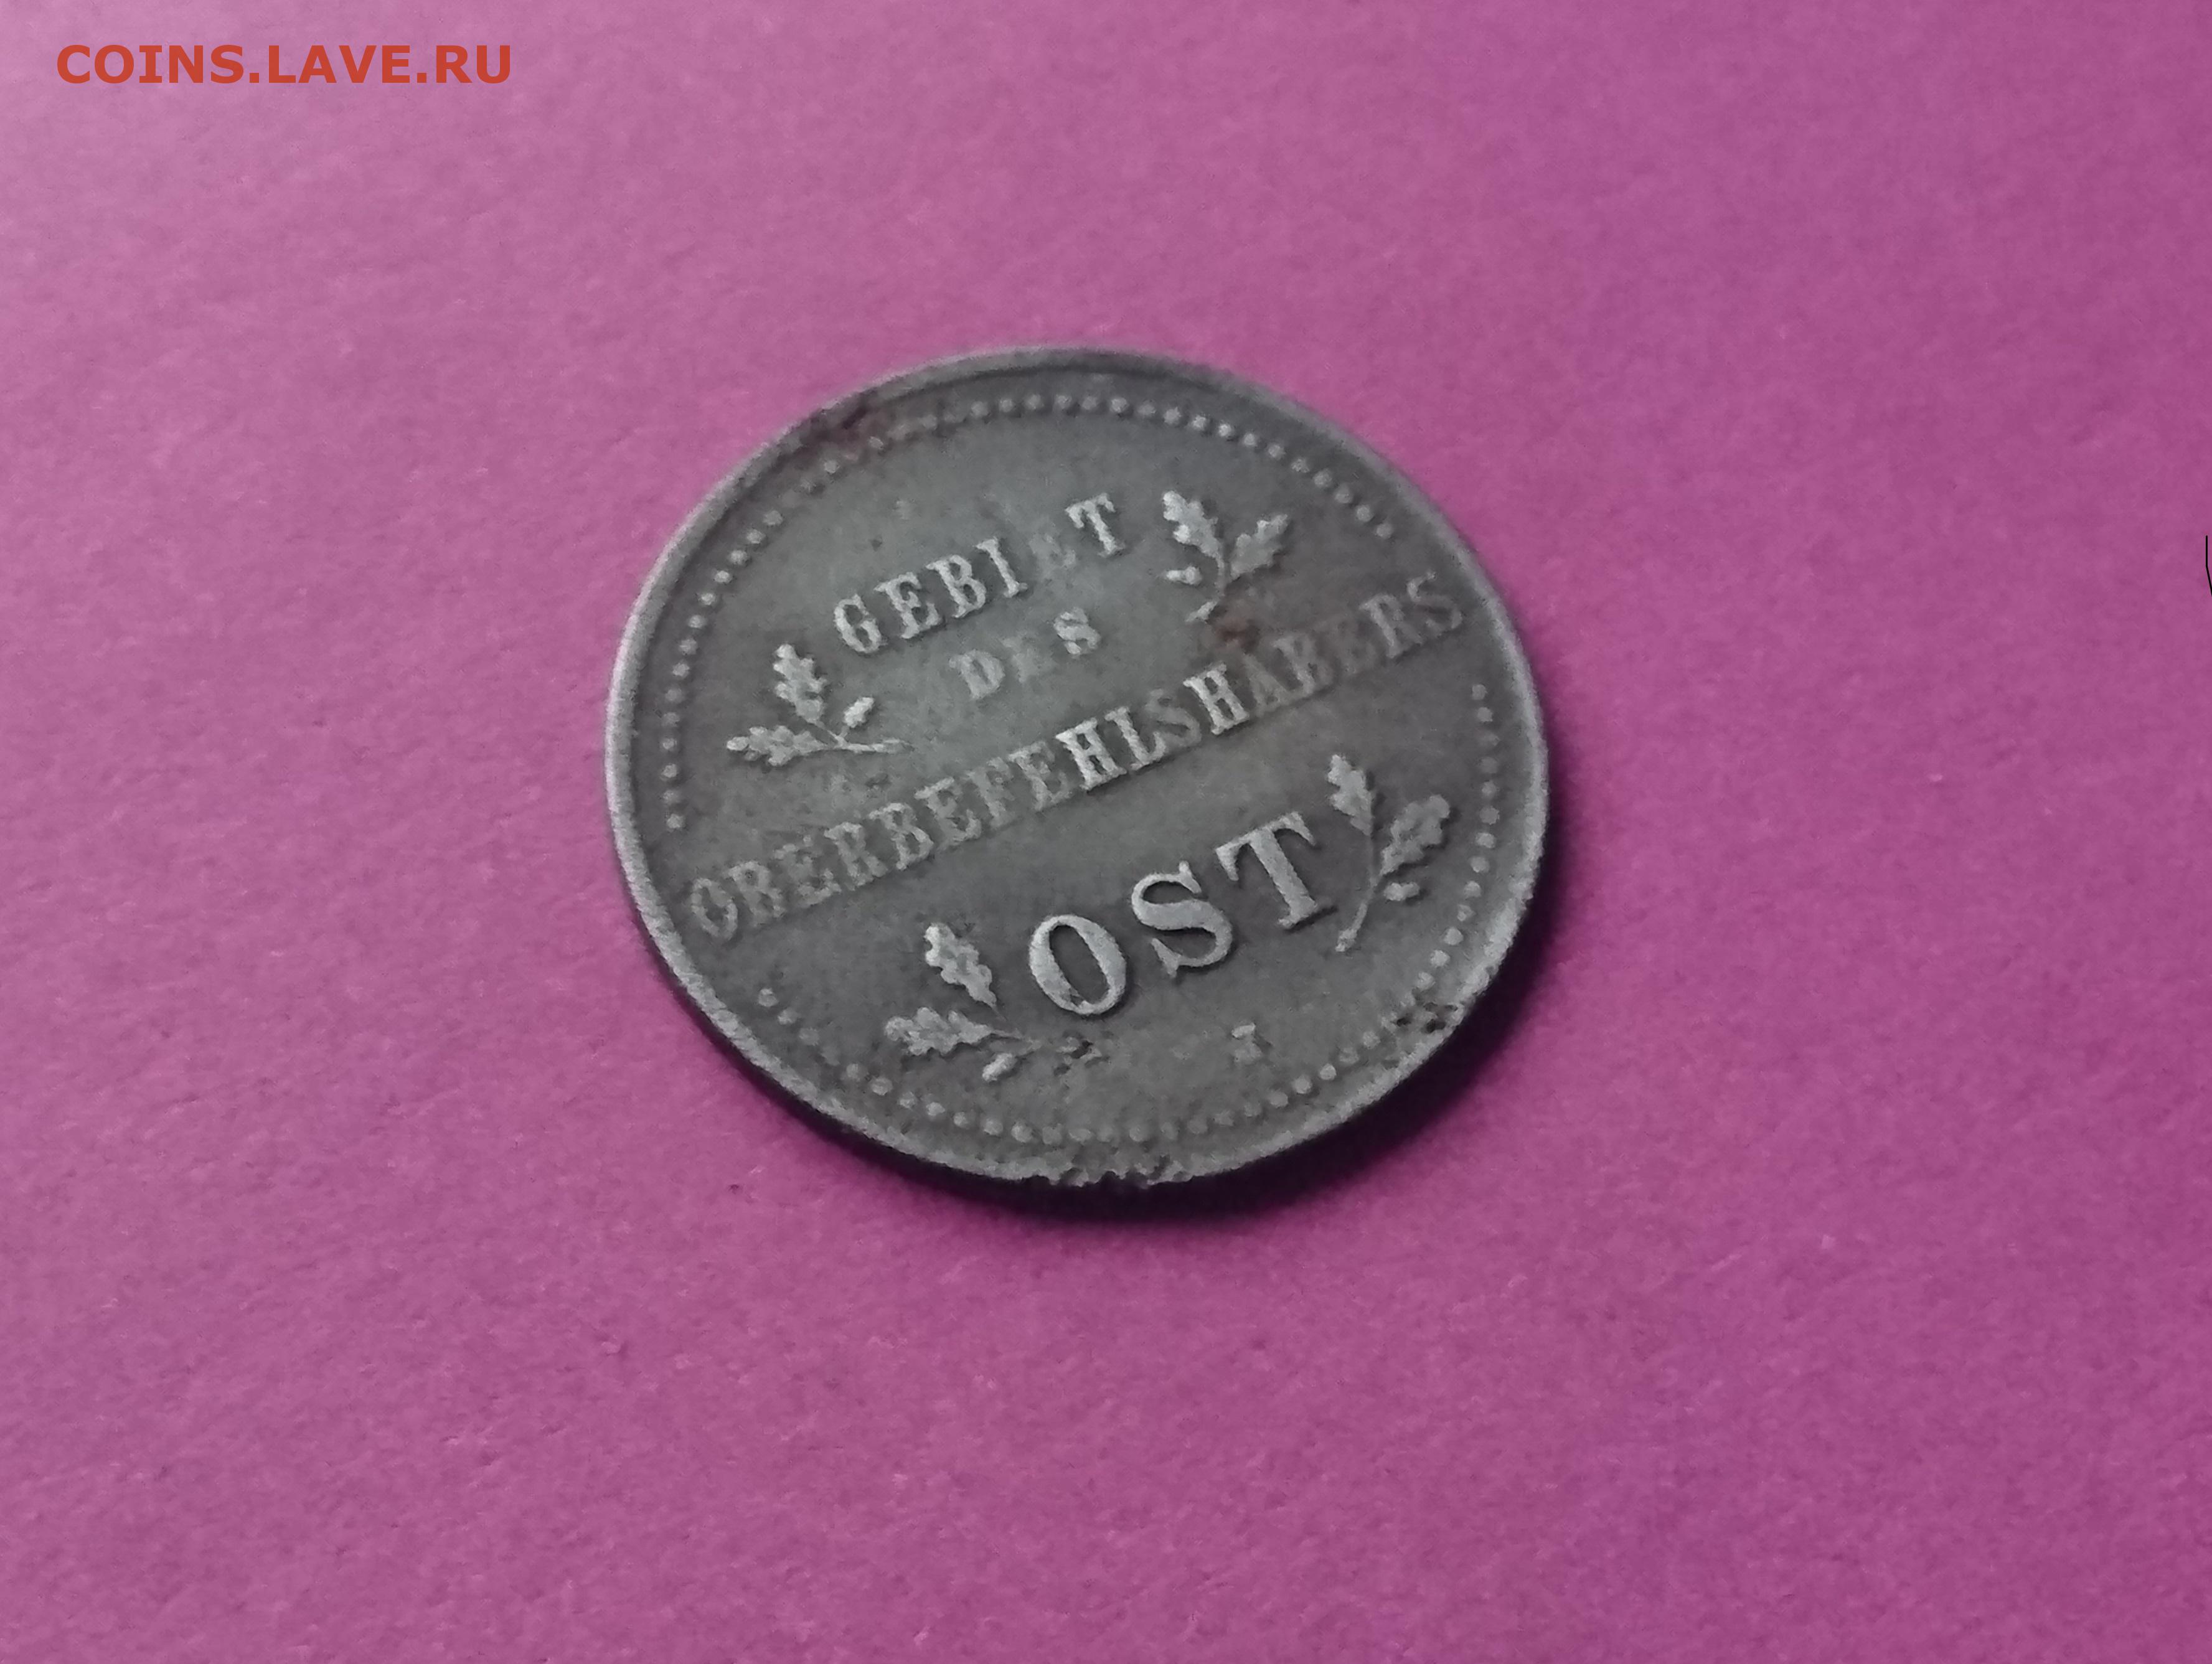 COINS.LAVE.RU
GEBIET
DES
OBERBEFEHLSHABERS
OST